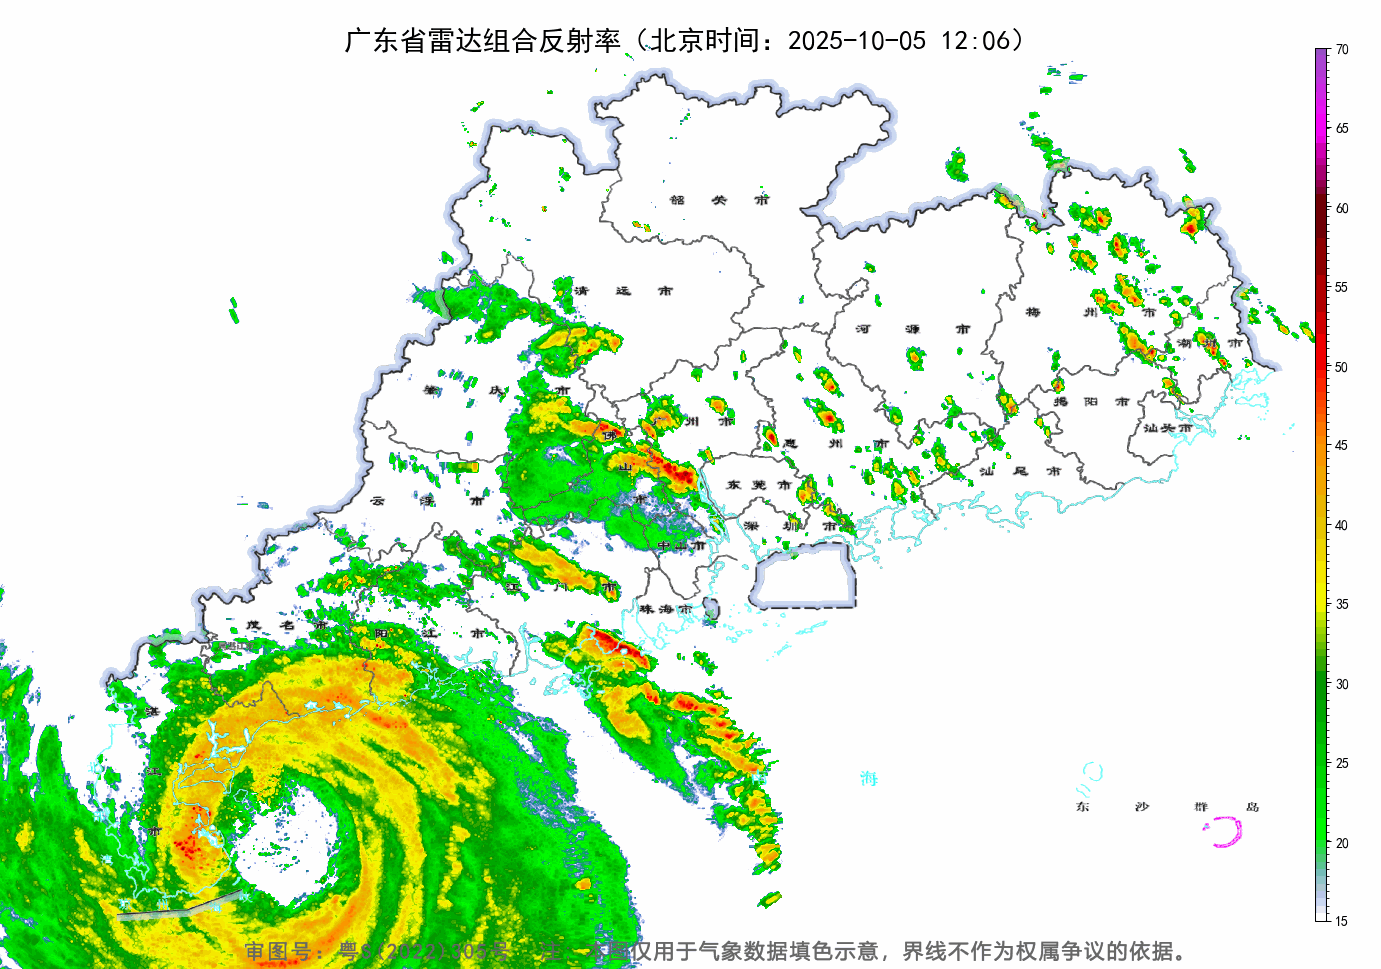 广东省雷达组合反射率（北京时间：2025-10-05 12:06）
70
65
60
55
50
45
40
35
30
25
20
15
韶关市
清远市
河源市
梅州市
潮州市
肇庆市
广州市
惠州市
揭阳市
汕头市
佛山市
东莞市
汕尾市
云浮市
深圳市
中山市
江门市
珠海市
茂名市
阳江市
湛江市
海
东沙群岛
审图号：粤S(2022)305号 注：本图仅用于气象数据填色示意，界线不作为权属争议的依据。